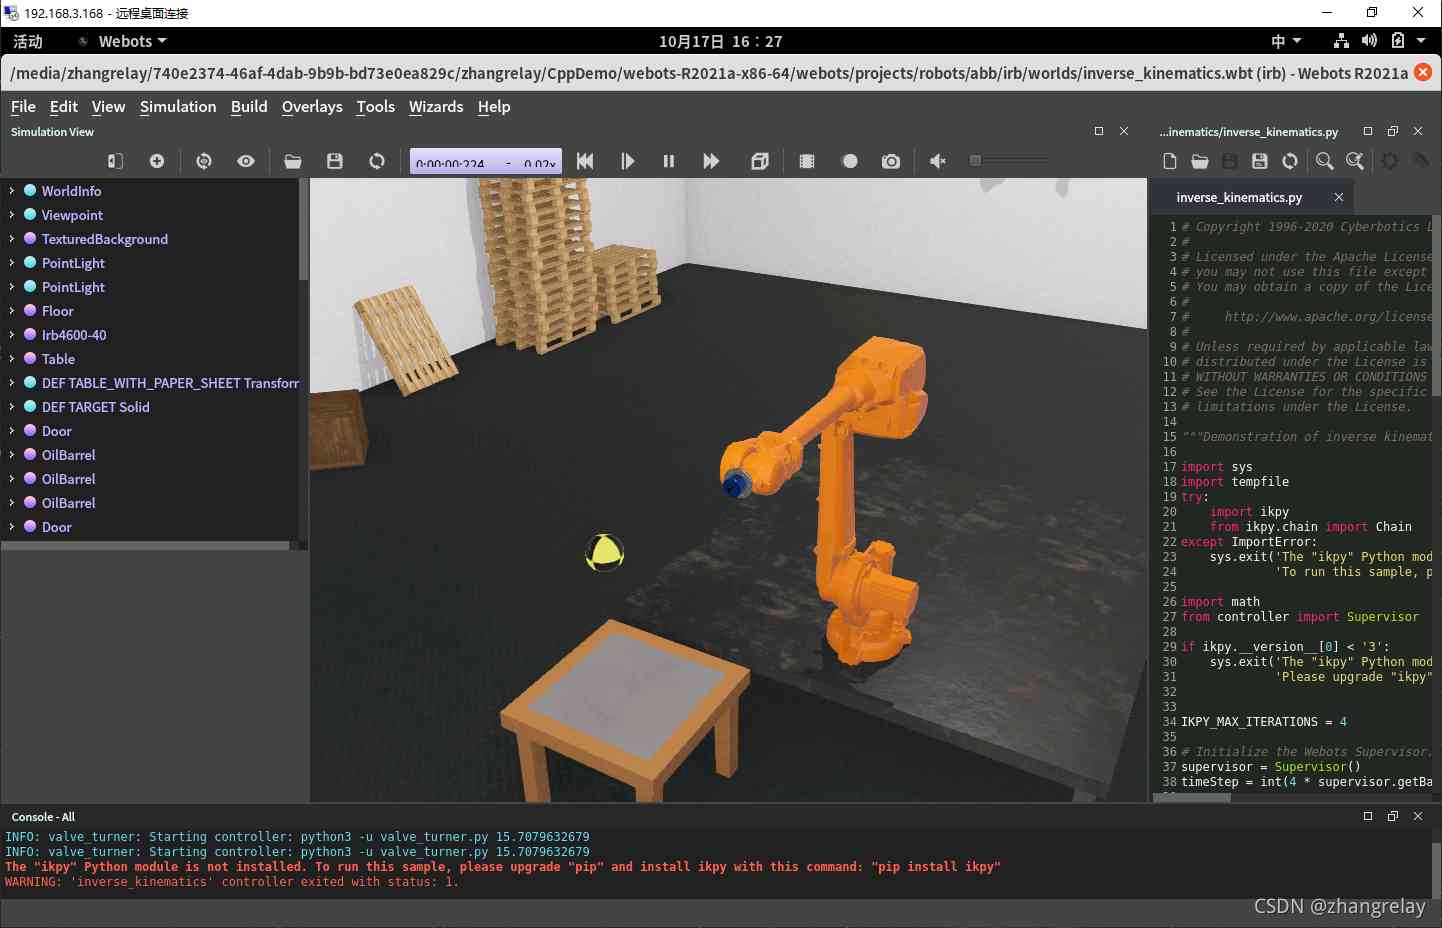 192.168.3.168 - 远程桌面连接
活动 Webots 10月17日 16：27 中
/media/zhangrelay/740e2374-46af-4dab-9b9b-bd73e0ea829c/zhangrelay/CppDemo/webots-R2021a-x86-64/webots/projects/robots/abb/irb/worlds/inverse_kinematics.wbt (irb) - Webots R2021a
File Edit View Simulation Build Overlays Tools Wizards Help
Simulation View
...inematics/inverse_kinematics.py
0:00:00:224 - 0.02x
WorldInfo
Viewpoint
TexturedBackground
PointLight
PointLight
Floor
Irb4600-40
Table
DEF TABLE_WITH_PAPER_SHEET Transforr
DEF TARGET Solid
Door
OilBarrel
OilBarrel
OilBarrel
Door
inverse_kinematics.py
1 # Copyright 1996-2020 Cyberbotics L
2 #
3 # Licensed under the Apache License
4 # you may not use this file except
5 # You may obtain a copy of the Lice
6 #
7 #     http://www.apache.org/license
8 #
9 # Unless required by applicable law
10 # distributed under the License is
11 # WITHOUT WARRANTIES OR CONDITIONS
12 # See the License for the specific
13 # limitations under the License.
14
15 """Demonstration of inverse kinemat
16
17 import sys
18 import tempfile
19 try:
20     import ikpy
21     from ikpy.chain import Chain
22 except ImportError:
23     sys.exit('The "ikpy" Python mod
24              'To run this sample, p
25
26 import math
27 from controller import Supervisor
28
29 if ikpy.__version__[0] < '3':
30     sys.exit('The "ikpy" Python mod
31              'Please upgrade "ikpy"
32
33
34 IKPY_MAX_ITERATIONS = 4
35
36 # Initialize the Webots Supervisor.
37 supervisor = Supervisor()
38 timeStep = int(4 * supervisor.getBa
Console - All
INFO: valve_turner: Starting controller: python3 -u valve_turner.py 15.7079632679
INFO: valve_turner: Starting controller: python3 -u valve_turner.py 15.7079632679
The "ikpy" Python module is not installed. To run this sample, please upgrade "pip" and install ikpy with this command: "pip install ikpy"
WARNING: 'inverse_kinematics' controller exited with status: 1.
CSDN @zhangrelay